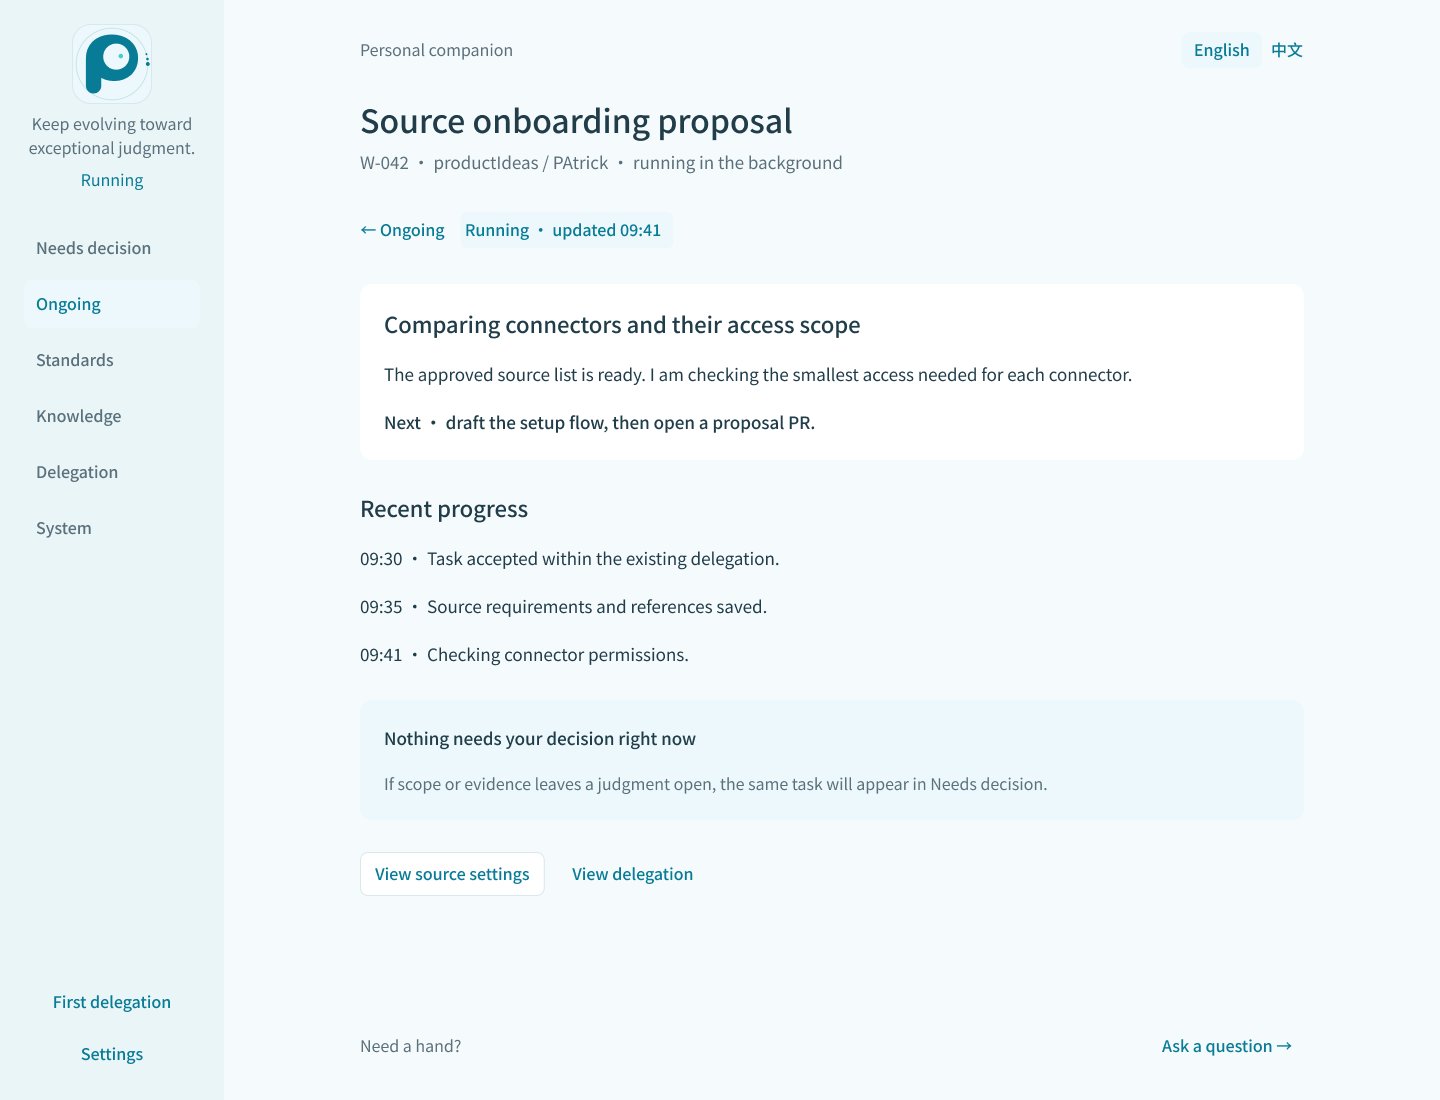 Keep evolving toward
exceptional judgment.
Running
Needs decision
Ongoing
Standards
Knowledge
Delegation
System
First delegation
Settings
Personal companion
English 中文
Source onboarding proposal
W-042 • productIdeas / PAtrick • running in the background
← Ongoing Running • updated 09:41
Comparing connectors and their access scope
The approved source list is ready. I am checking the smallest access needed for each connector.
Next • draft the setup flow, then open a proposal PR.
Recent progress
09:30 • Task accepted within the existing delegation.
09:35 • Source requirements and references saved.
09:41 • Checking connector permissions.
Nothing needs your decision right now
If scope or evidence leaves a judgment open, the same task will appear in Needs decision.
View source settings View delegation
Need a hand? Ask a question →